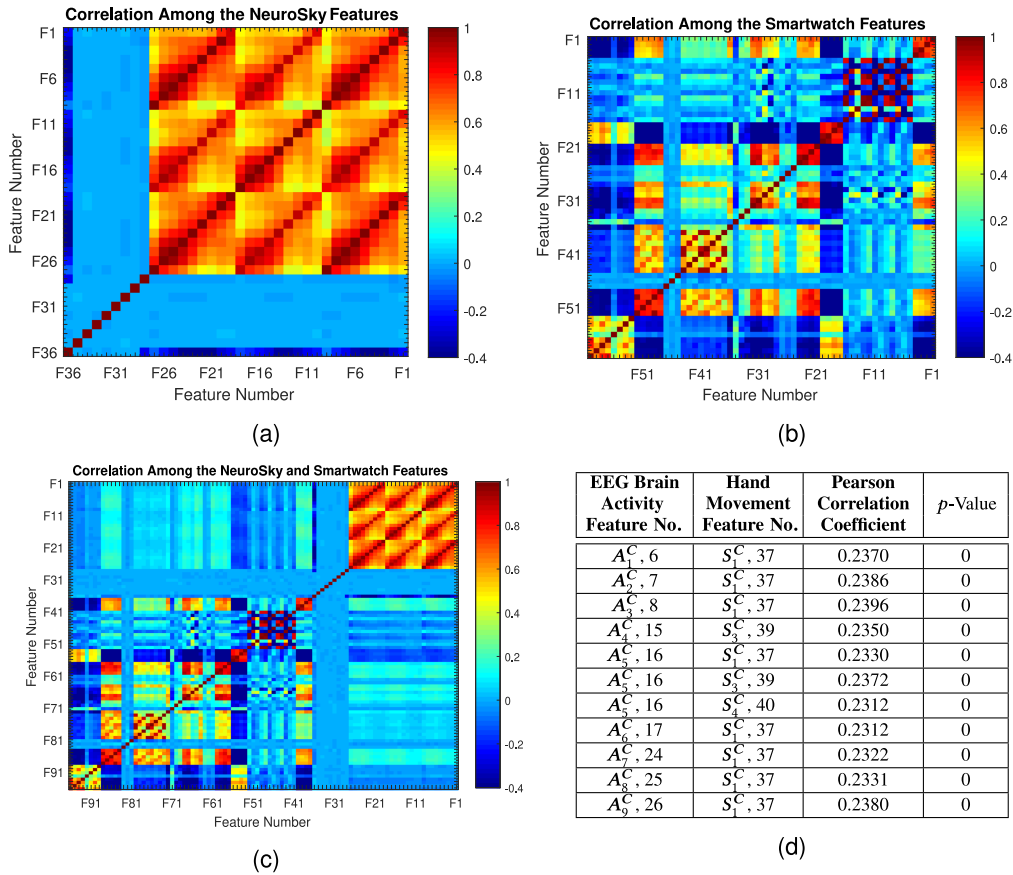 Correlation Among the NeuroSky Features
F1
F6
F11
F16
F21
F26
F31
F36
Feature Number
F36 F31 F26 F21 F16 F11 F6 F1
Feature Number
1
0.8
0.6
0.4
0.2
0
-0.2
-0.4
(a)
Correlation Among the Smartwatch Features
F1
F11
F21
F31
F41
F51
Feature Number
F51 F41 F31 F21 F11 F1
Feature Number
1
0.8
0.6
0.4
0.2
0
-0.2
-0.4
(b)
Correlation Among the NeuroSky and Smartwatch Features
F1
F11
F21
F31
F41
F51
F61
F71
F81
F91
Feature Number
F91 F81 F71 F61 F51 F41 F31 F21 F11 F1
Feature Number
1
0.8
0.6
0.4
0.2
0
-0.2
-0.4
(c)
EEG Brain Activity Feature No. Hand Movement Feature No. Pearson Correlation Coefficient p-Value
A₁ᶜ, 6 S₁ᶜ, 37 0.2370 0
A₂ᶜ, 7 S₁ᶜ, 37 0.2386 0
A₃ᶜ, 8 S₁ᶜ, 37 0.2396 0
A₄ᶜ, 15 S₃ᶜ, 39 0.2350 0
A₅ᶜ, 16 S₁ᶜ, 37 0.2330 0
A₅ᶜ, 16 S₃ᶜ, 39 0.2372 0
A₅ᶜ, 16 S₄ᶜ, 40 0.2312 0
A₆ᶜ, 17 S₁ᶜ, 37 0.2312 0
A₇ᶜ, 24 S₁ᶜ, 37 0.2322 0
A₈ᶜ, 25 S₁ᶜ, 37 0.2331 0
A₉ᶜ, 26 S₁ᶜ, 37 0.2380 0
(d)